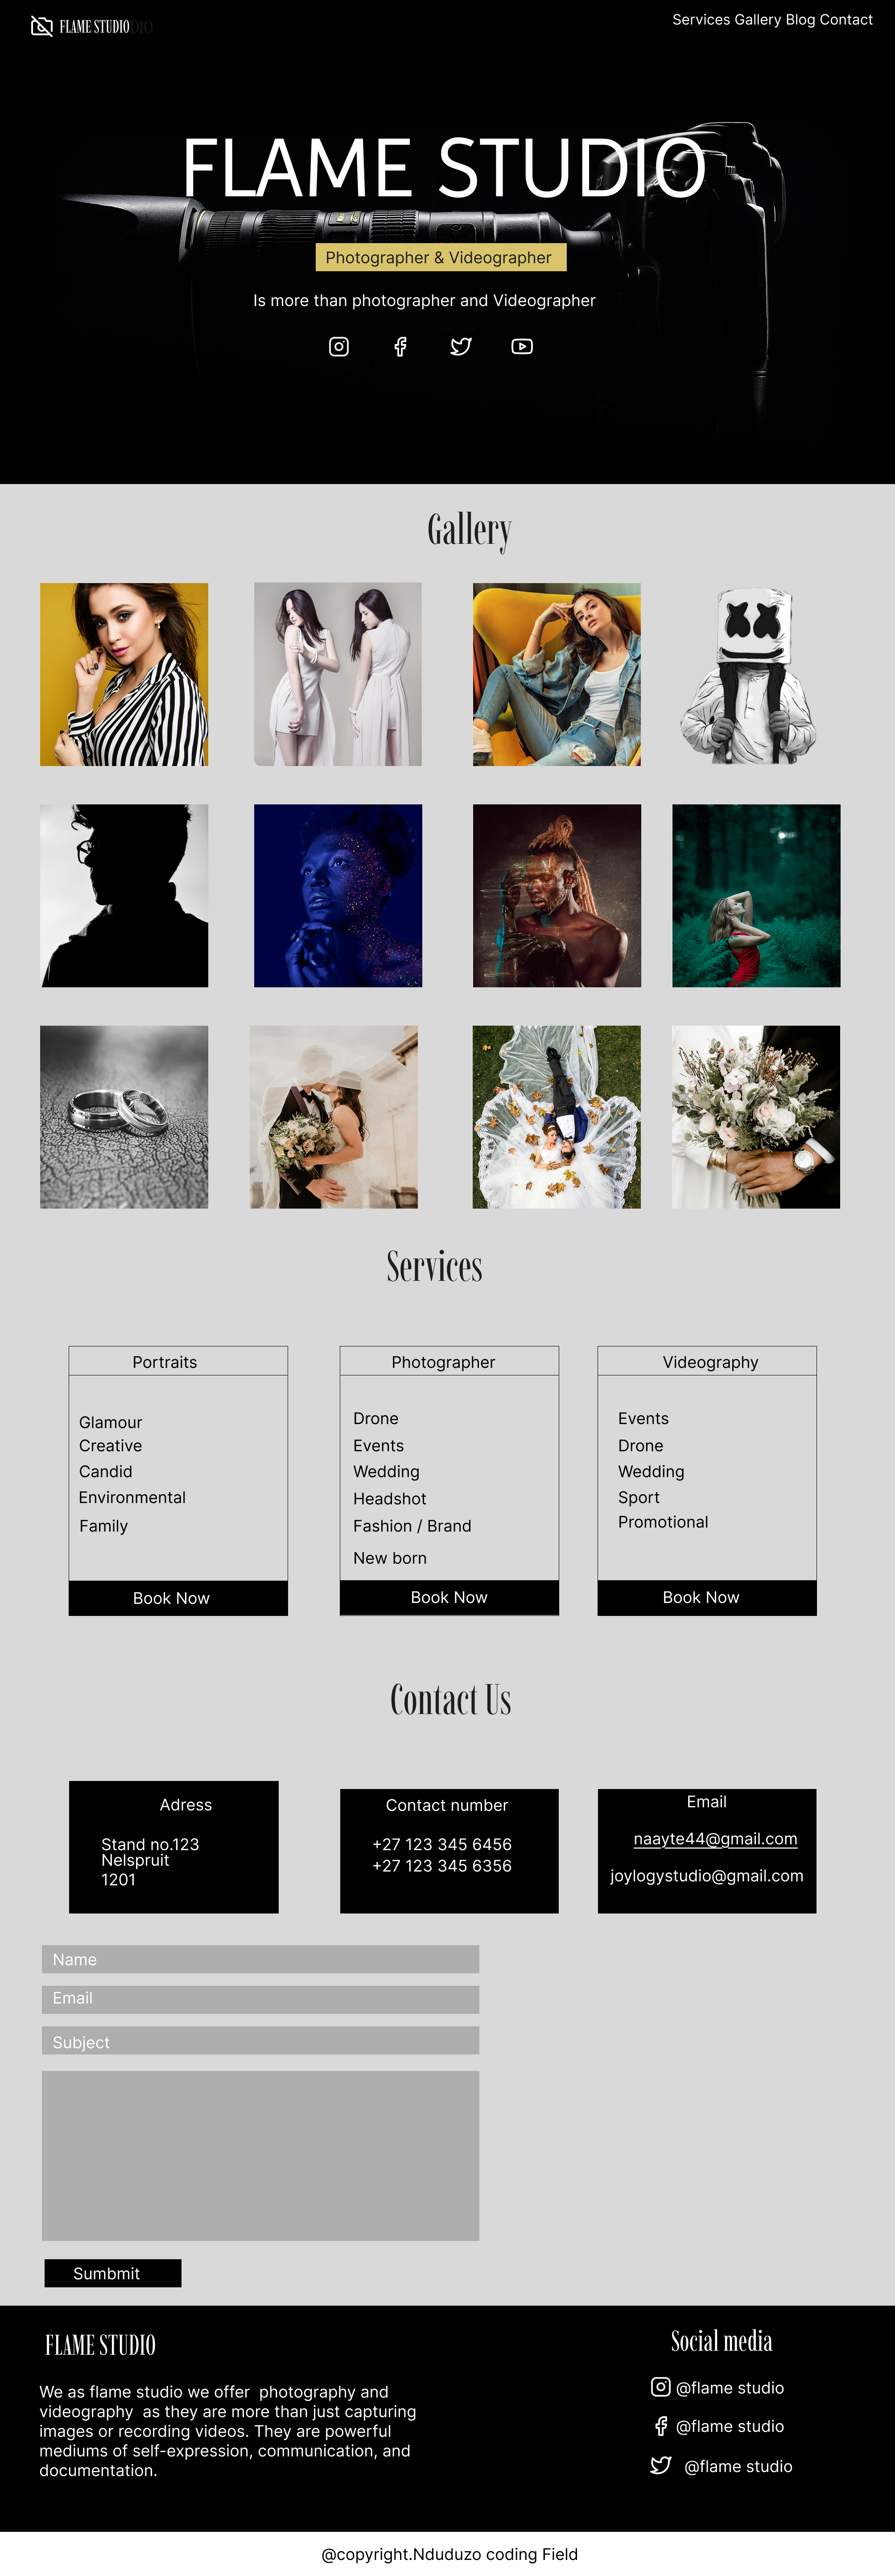 FLAME STUDIO
Services Gallery Blog Contact
FLAME STUDIO
Photographer & Videographer
Is more than photographer and Videographer
Gallery
Services
Portraits
Glamour
Creative
Candid
Environmental
Family
Book Now
Photographer
Drone
Events
Wedding
Headshot
Fashion / Brand
New born
Book Now
Videography
Events
Drone
Wedding
Sport
Promotional
Book Now
Contact Us
Adress
Stand no.123
Nelspruit
1201
Contact number
+27 123 345 6456
+27 123 345 6356
Email
naayte44@gmail.com
joylogystudio@gmail.com
Name
Email
Subject
Sumbmit
FLAME STUDIO
We as flame studio we offer  photography and
videography  as they are more than just capturing
images or recording videos. They are powerful
mediums of self-expression, communication, and
documentation.
Social media
@flame studio
@flame studio
@flame studio
@copyright.Nduduzo coding Field